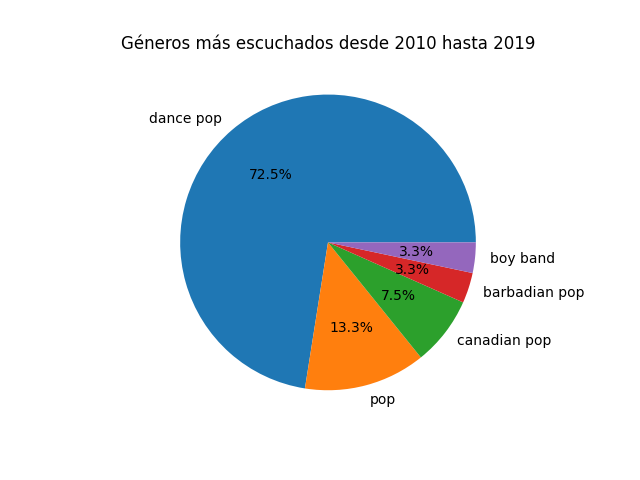 Géneros más escuchados desde 2010 hasta 2019
dance pop
72.5%
3.3%
boy band
3.3%
barbadian pop
7.5%
canadian pop
13.3%
pop